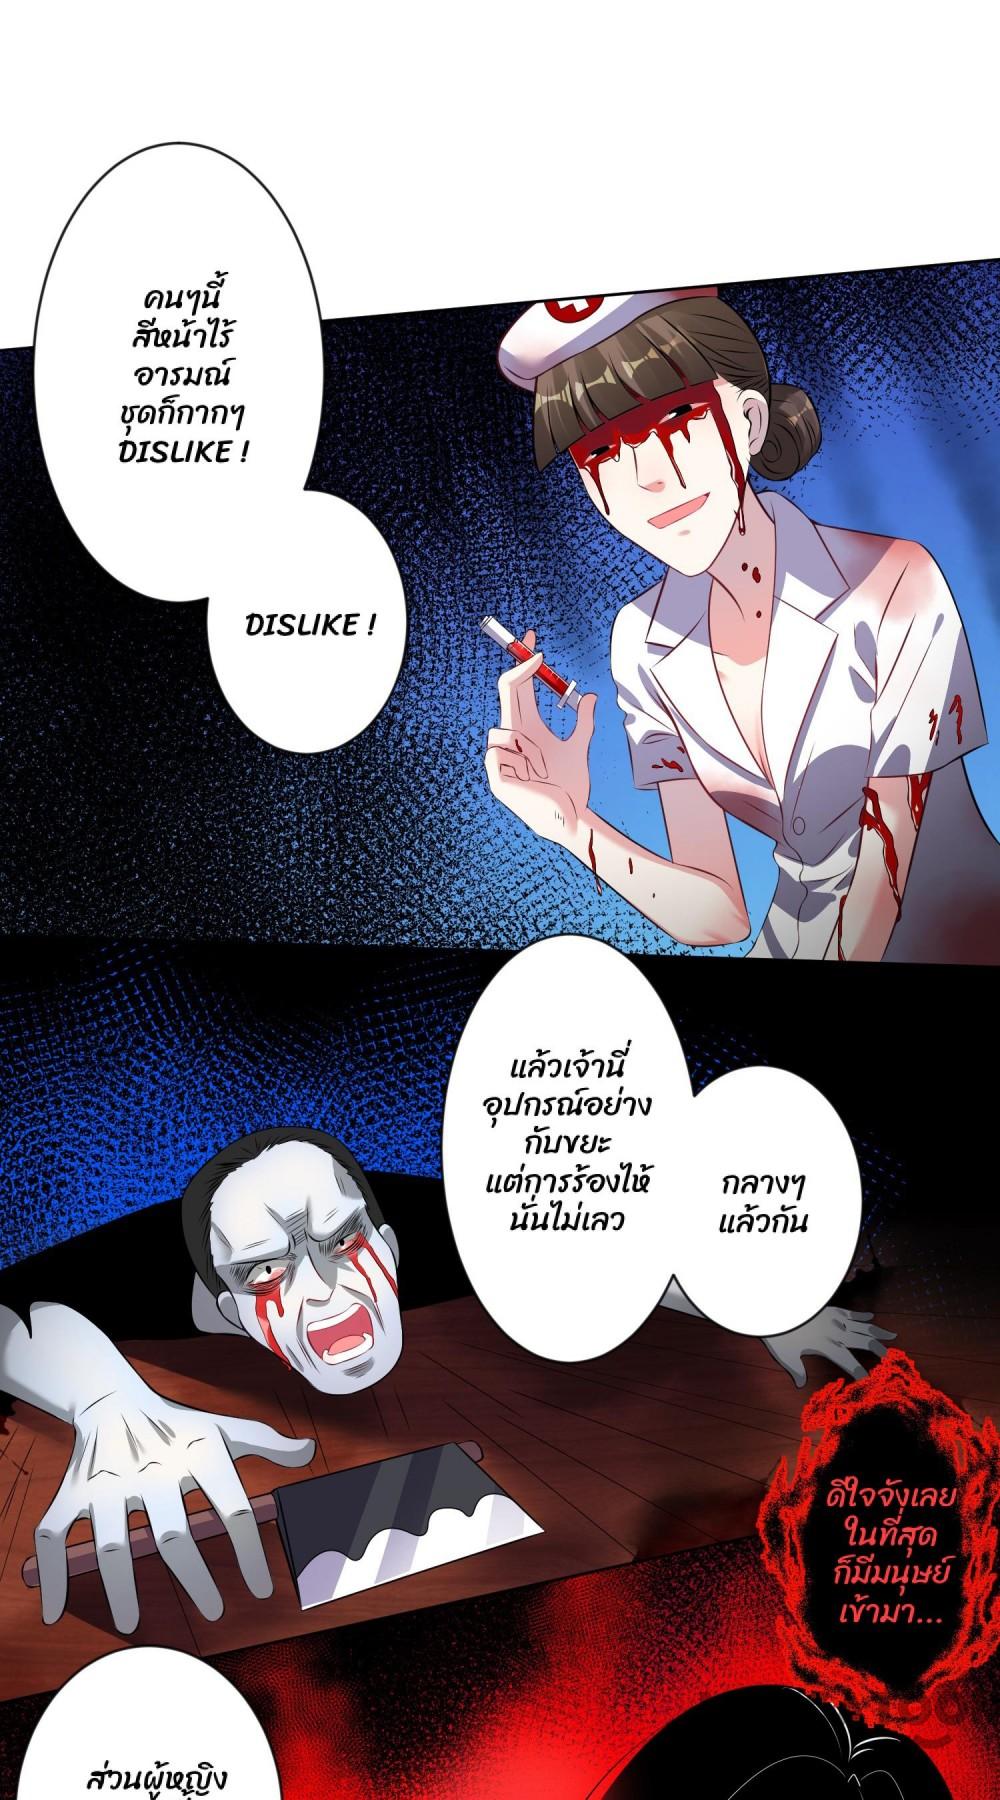 คนๆนี้
สีหน้าไร้
อารมณ์
ชุดก็กากๆ
DISLIKE !
DISLIKE !
แล้วเจ้านี่
อุปกรณ์อย่าง
กับขยะ
แต่การร้องไห้
นั่นไม่เลว
กลางๆ
แล้วกัน
ดีใจจังเลย
ในที่สุด
ก็มีมนุษย์
เข้ามา...
ส่วนผู้หญิง